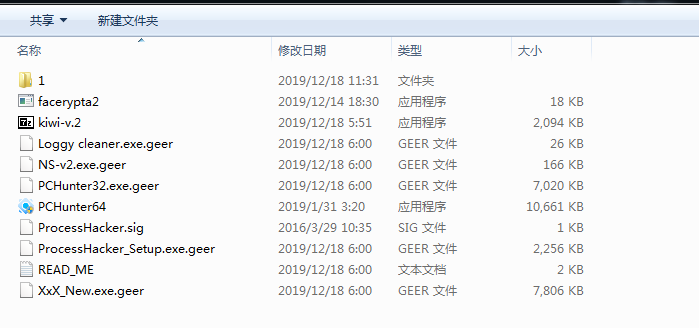 共享 新建文件夹
名称 修改日期 类型 大小
1 2019/12/18 11:31 文件夹
facerypta2 2019/12/14 18:30 应用程序 18 KB
kiwi-v.2 2019/12/18 5:51 应用程序 2,094 KB
Loggy cleaner.exe.geer 2019/12/18 6:00 GEER 文件 26 KB
NS-v2.exe.geer 2019/12/18 6:00 GEER 文件 166 KB
PCHunter32.exe.geer 2019/12/18 6:00 GEER 文件 7,020 KB
PCHunter64 2019/1/31 3:20 应用程序 10,661 KB
ProcessHacker.sig 2016/3/29 10:35 SIG 文件 1 KB
ProcessHacker_Setup.exe.geer 2019/12/18 6:00 GEER 文件 2,256 KB
READ_ME 2019/12/18 6:00 文本文档 2 KB
XxX_New.exe.geer 2019/12/18 6:00 GEER 文件 7,806 KB